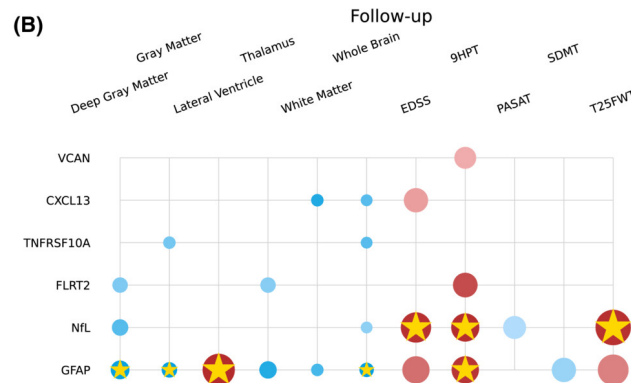 (B)
Follow-up
Gray Matter Thalamus Whole Brain 9HPT SDMT
Deep Gray Matter Lateral Ventricle White Matter EDSS PASAT T25FWT
VCAN
CXCL13
TNFRSF10A
FLRT2
NfL
GFAP